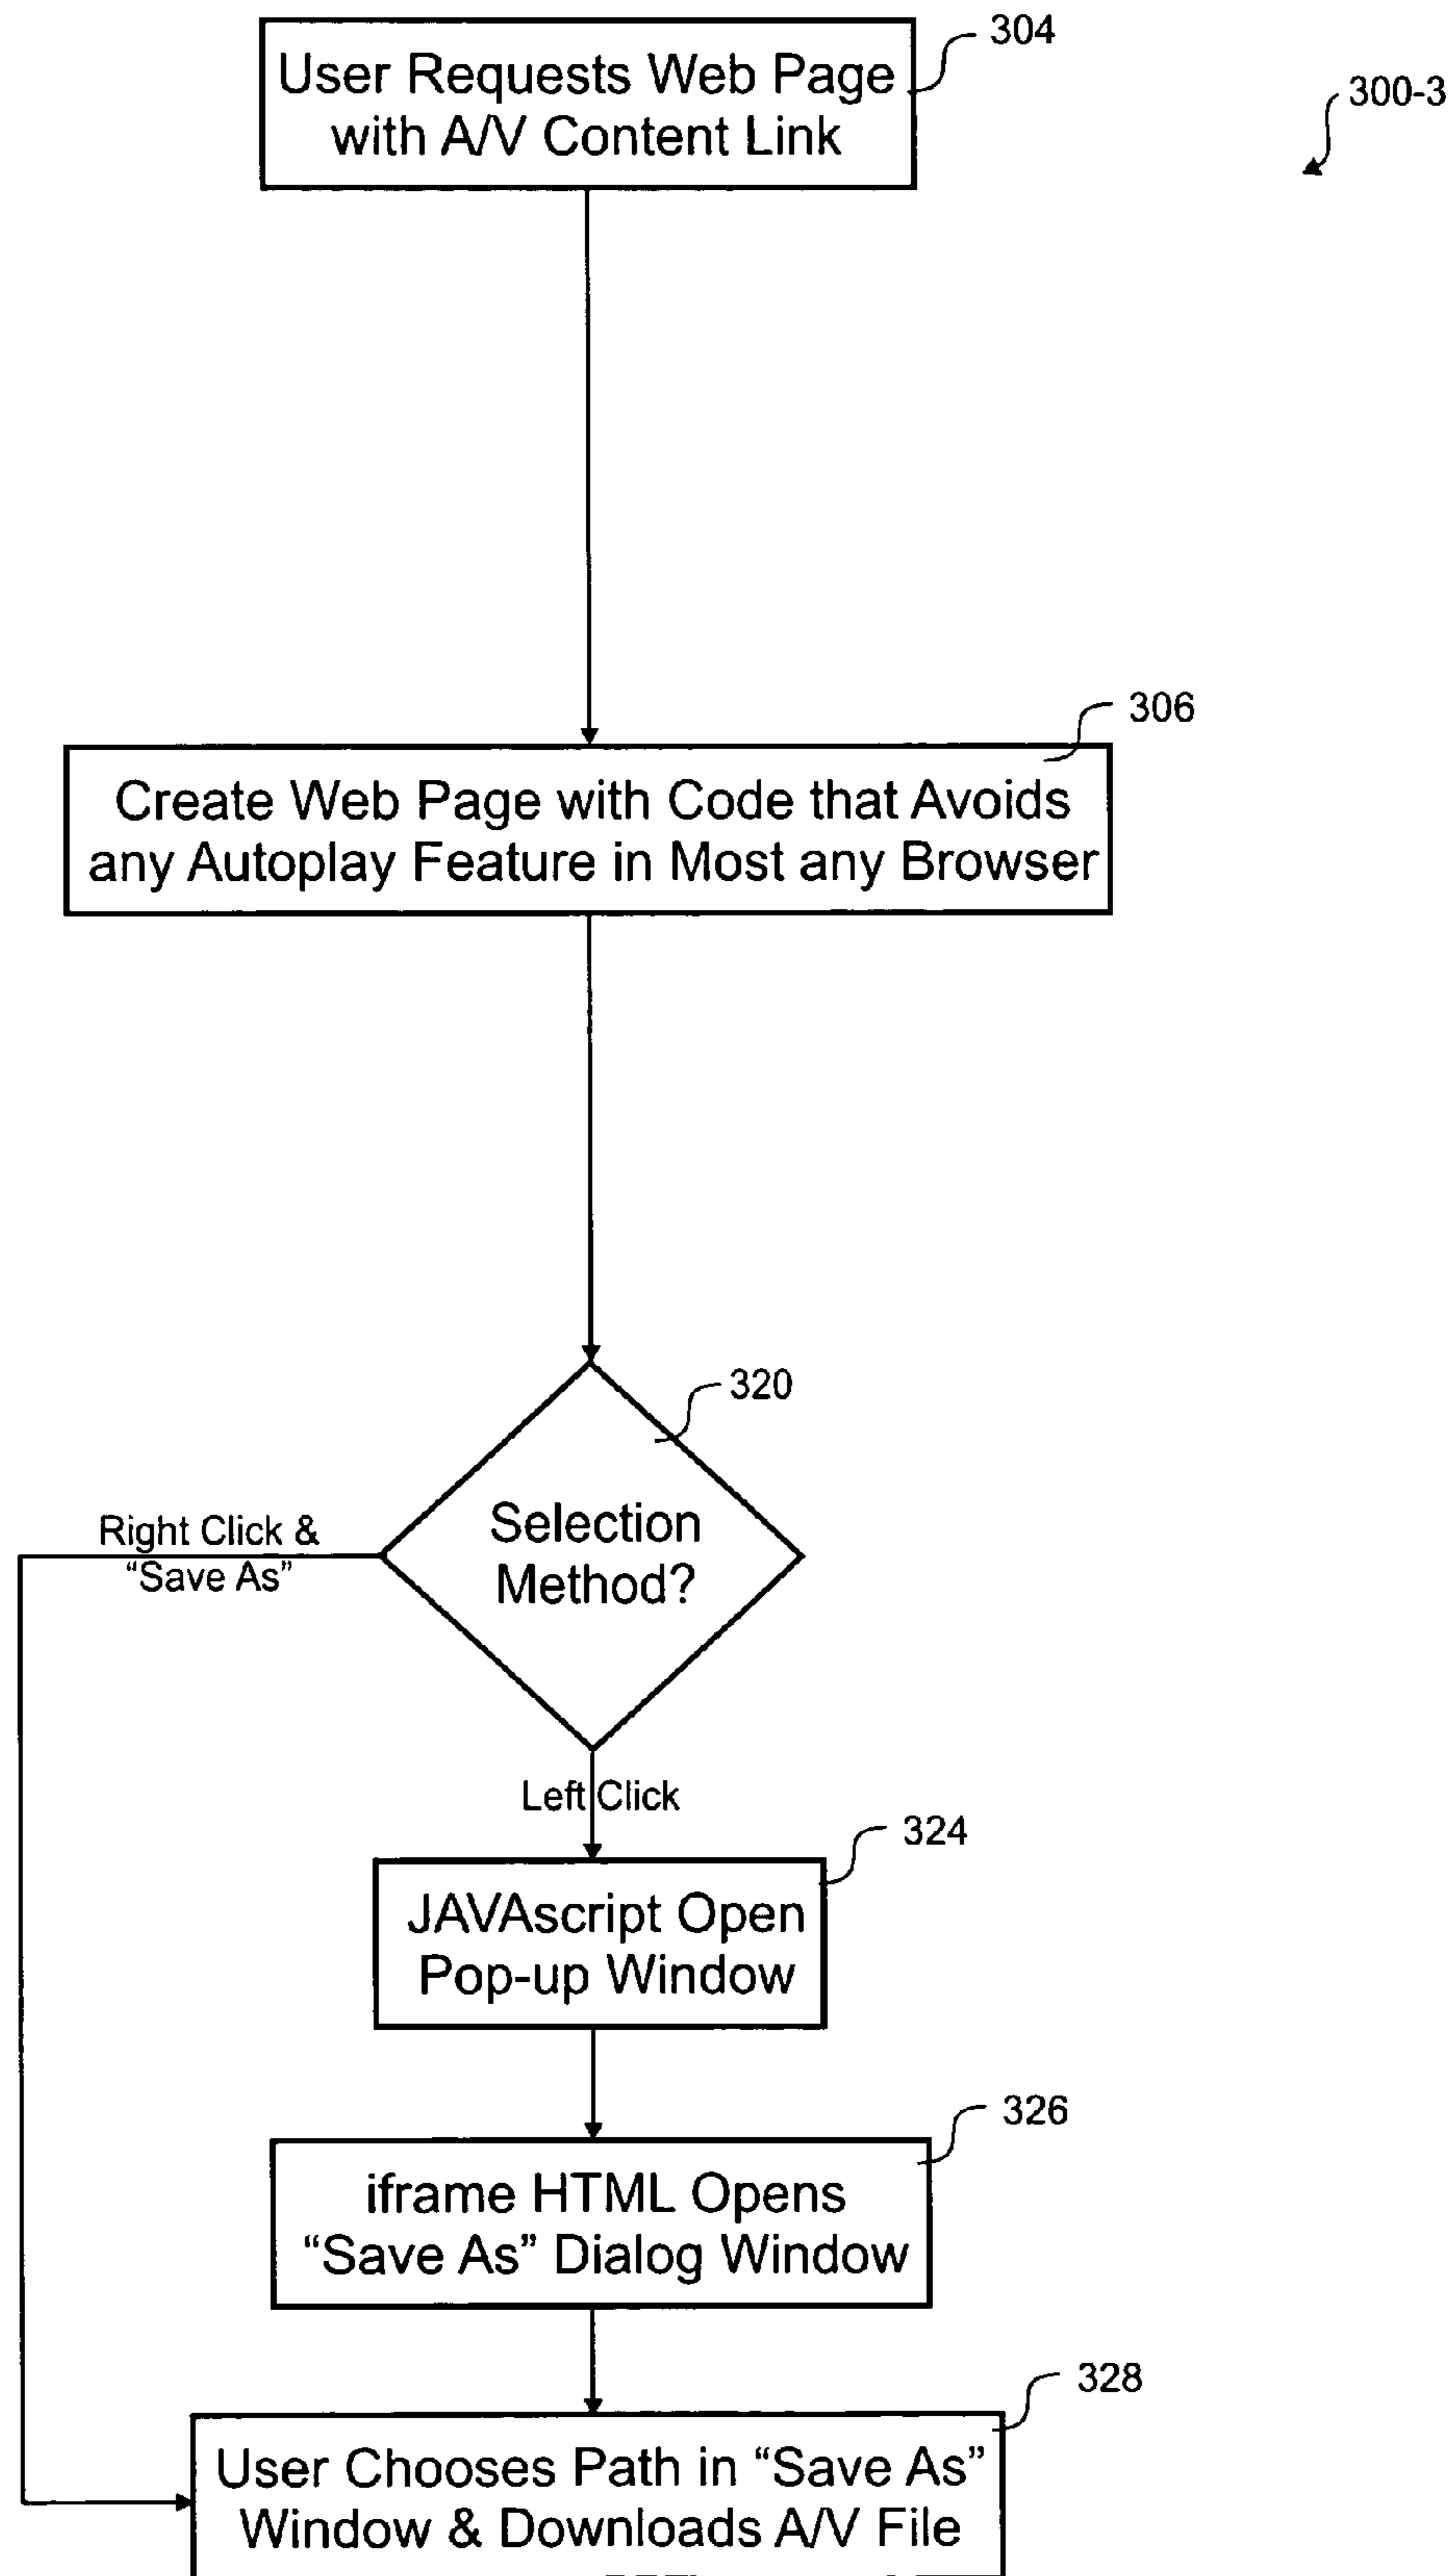 304
User Requests Web Page
with A/V Content Link
300-3
306
Create Web Page with Code that Avoids
any Autoplay Feature in Most any Browser
320
Selection
Method?
Right Click &
“Save As”
Left Click
324
JAVAscript Open
Pop-up Window
326
iframe HTML Opens
“Save As” Dialog Window
328
User Chooses Path in “Save As”
Window & Downloads A/V File